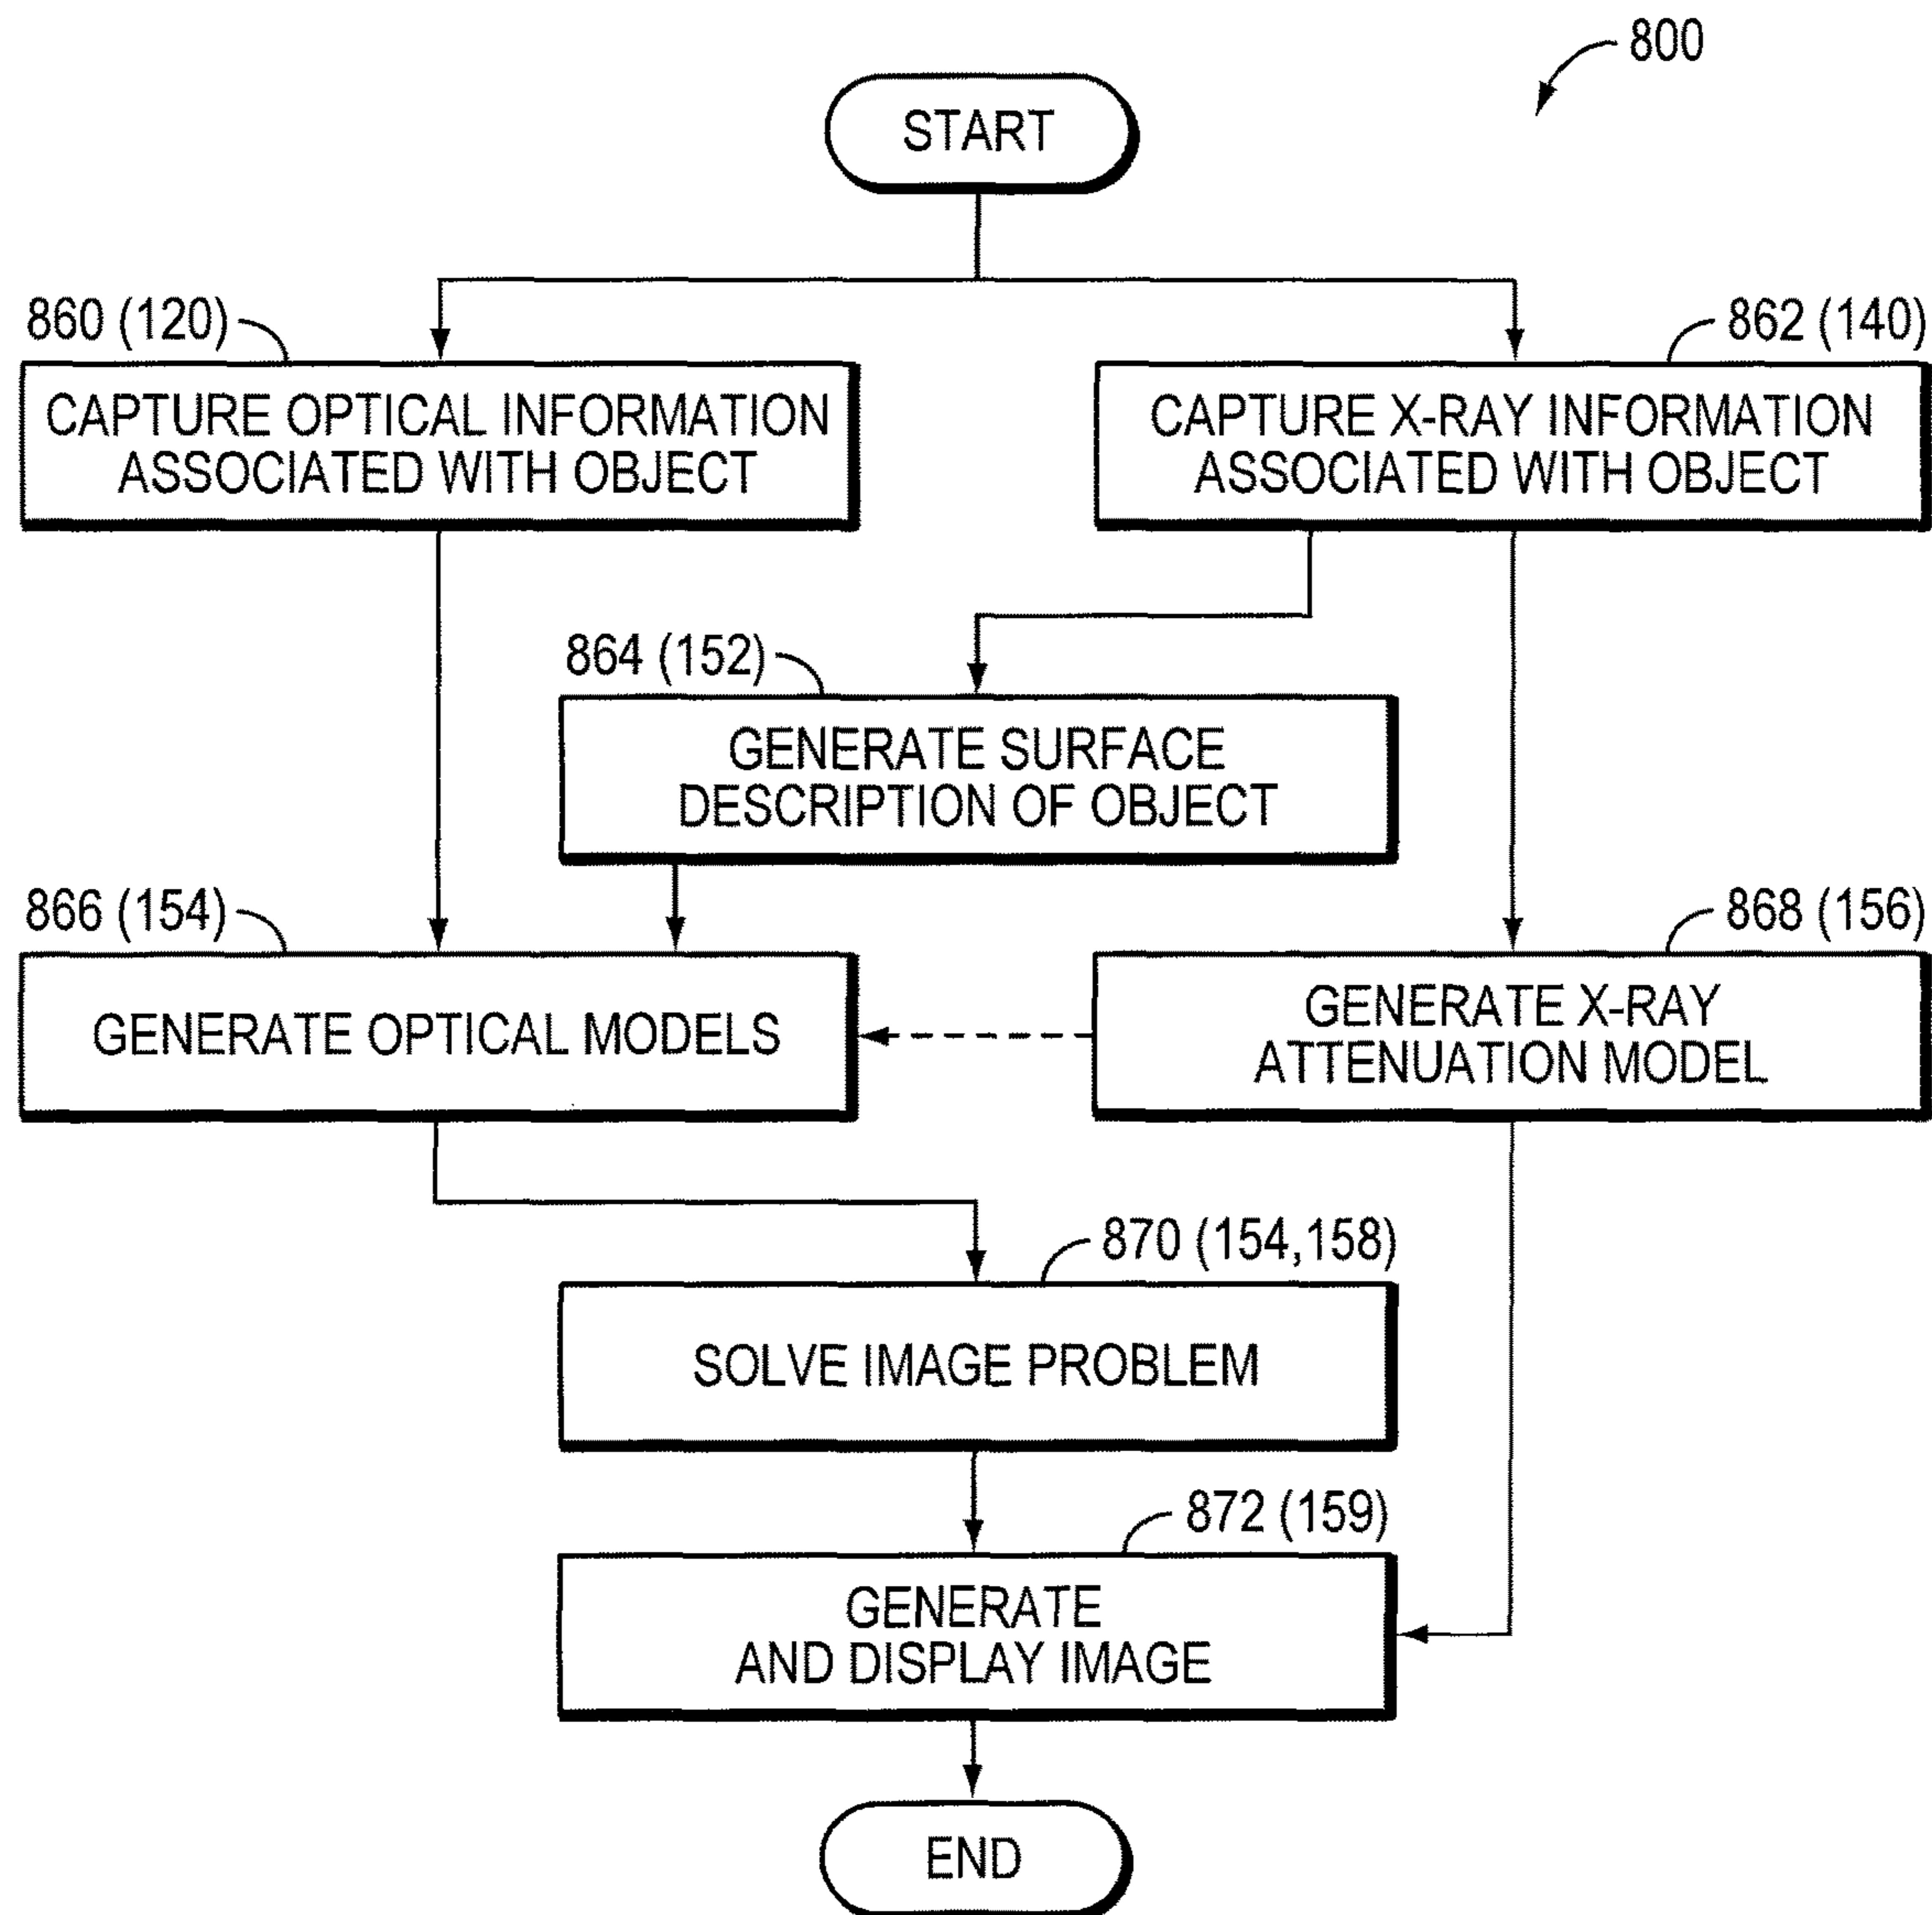 800
START
860 (120)
862 (140)
CAPTURE OPTICAL INFORMATION
ASSOCIATED WITH OBJECT
CAPTURE X-RAY INFORMATION
ASSOCIATED WITH OBJECT
864 (152)
GENERATE SURFACE
DESCRIPTION OF OBJECT
866 (154)
868 (156)
GENERATE OPTICAL MODELS
GENERATE X-RAY
ATTENUATION MODEL
870 (154,158)
SOLVE IMAGE PROBLEM
872 (159)
GENERATE
AND DISPLAY IMAGE
END